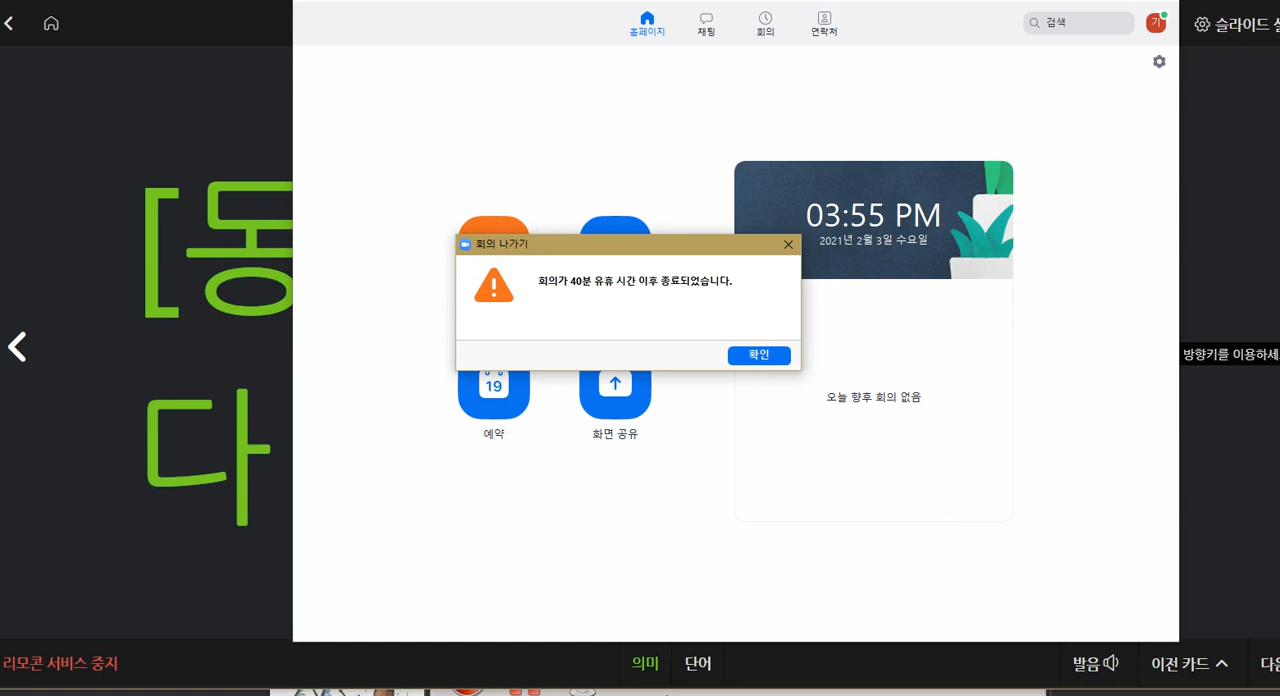 홈페이지
채팅
회의
연락처
검색
기
슬라이드
03:55 PM
2021년 2월 3일 수요일
회의 나가기
회의가 40분 유휴 시간 이후 종료되었습니다.
확인
19
예약
화면 공유
오늘 향후 회의 없음
[동
다
방향키를 이용하세
리모콘 서비스 중지
의미
단어
발음
이전 카드
다음